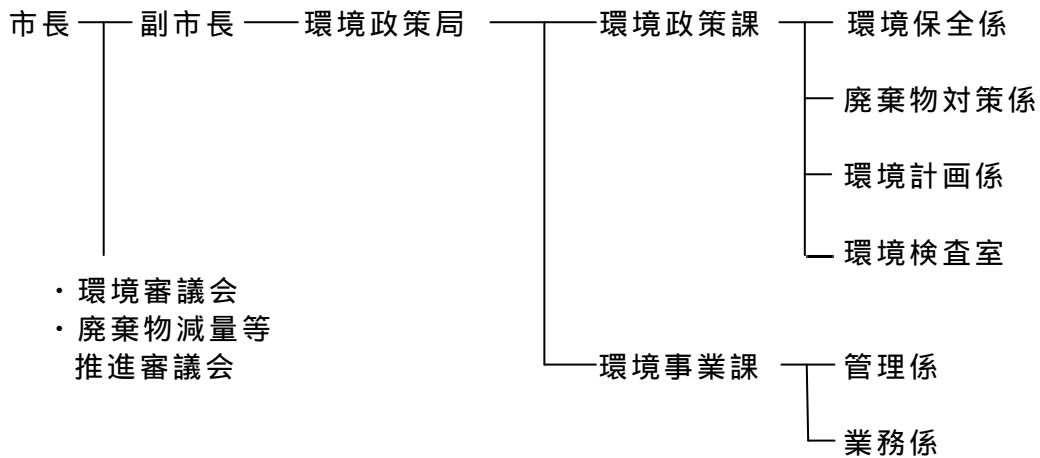 市長 副市長 環境政策局 環境政策課 環境保全係
廃棄物対策係
環境計画係
環境検査室
・環境審議会
・廃棄物減量等
推進審議会
環境事業課 管理係
業務係